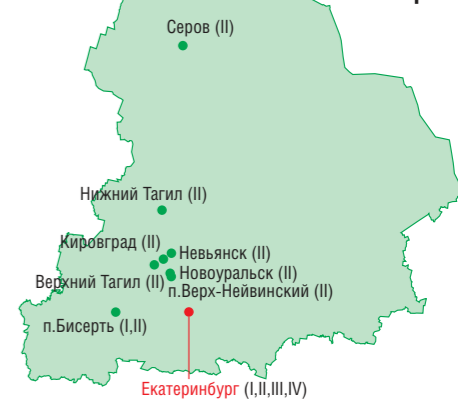 Серов (II)
Нижний Тагил (II)
Кировград (II)
Невьянск (II)
Новоуральск (II)
Верхний Тагил (II)
п.Верх-Нейвинский (II)
п.Бисерть (I,II)
Екатеринбург (I,II,III,IV)